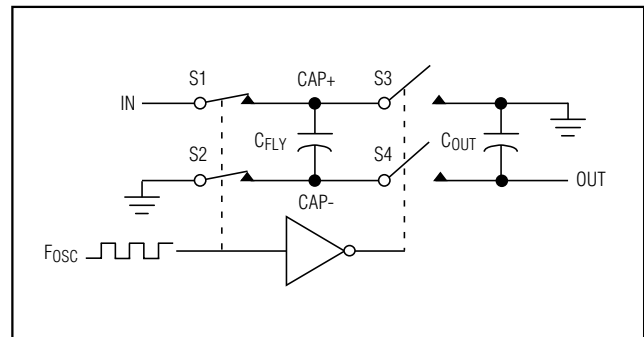 S1 CAP+ S3
IN
CFLY COUT
S2 S4
OUT
CAP-
FOSC